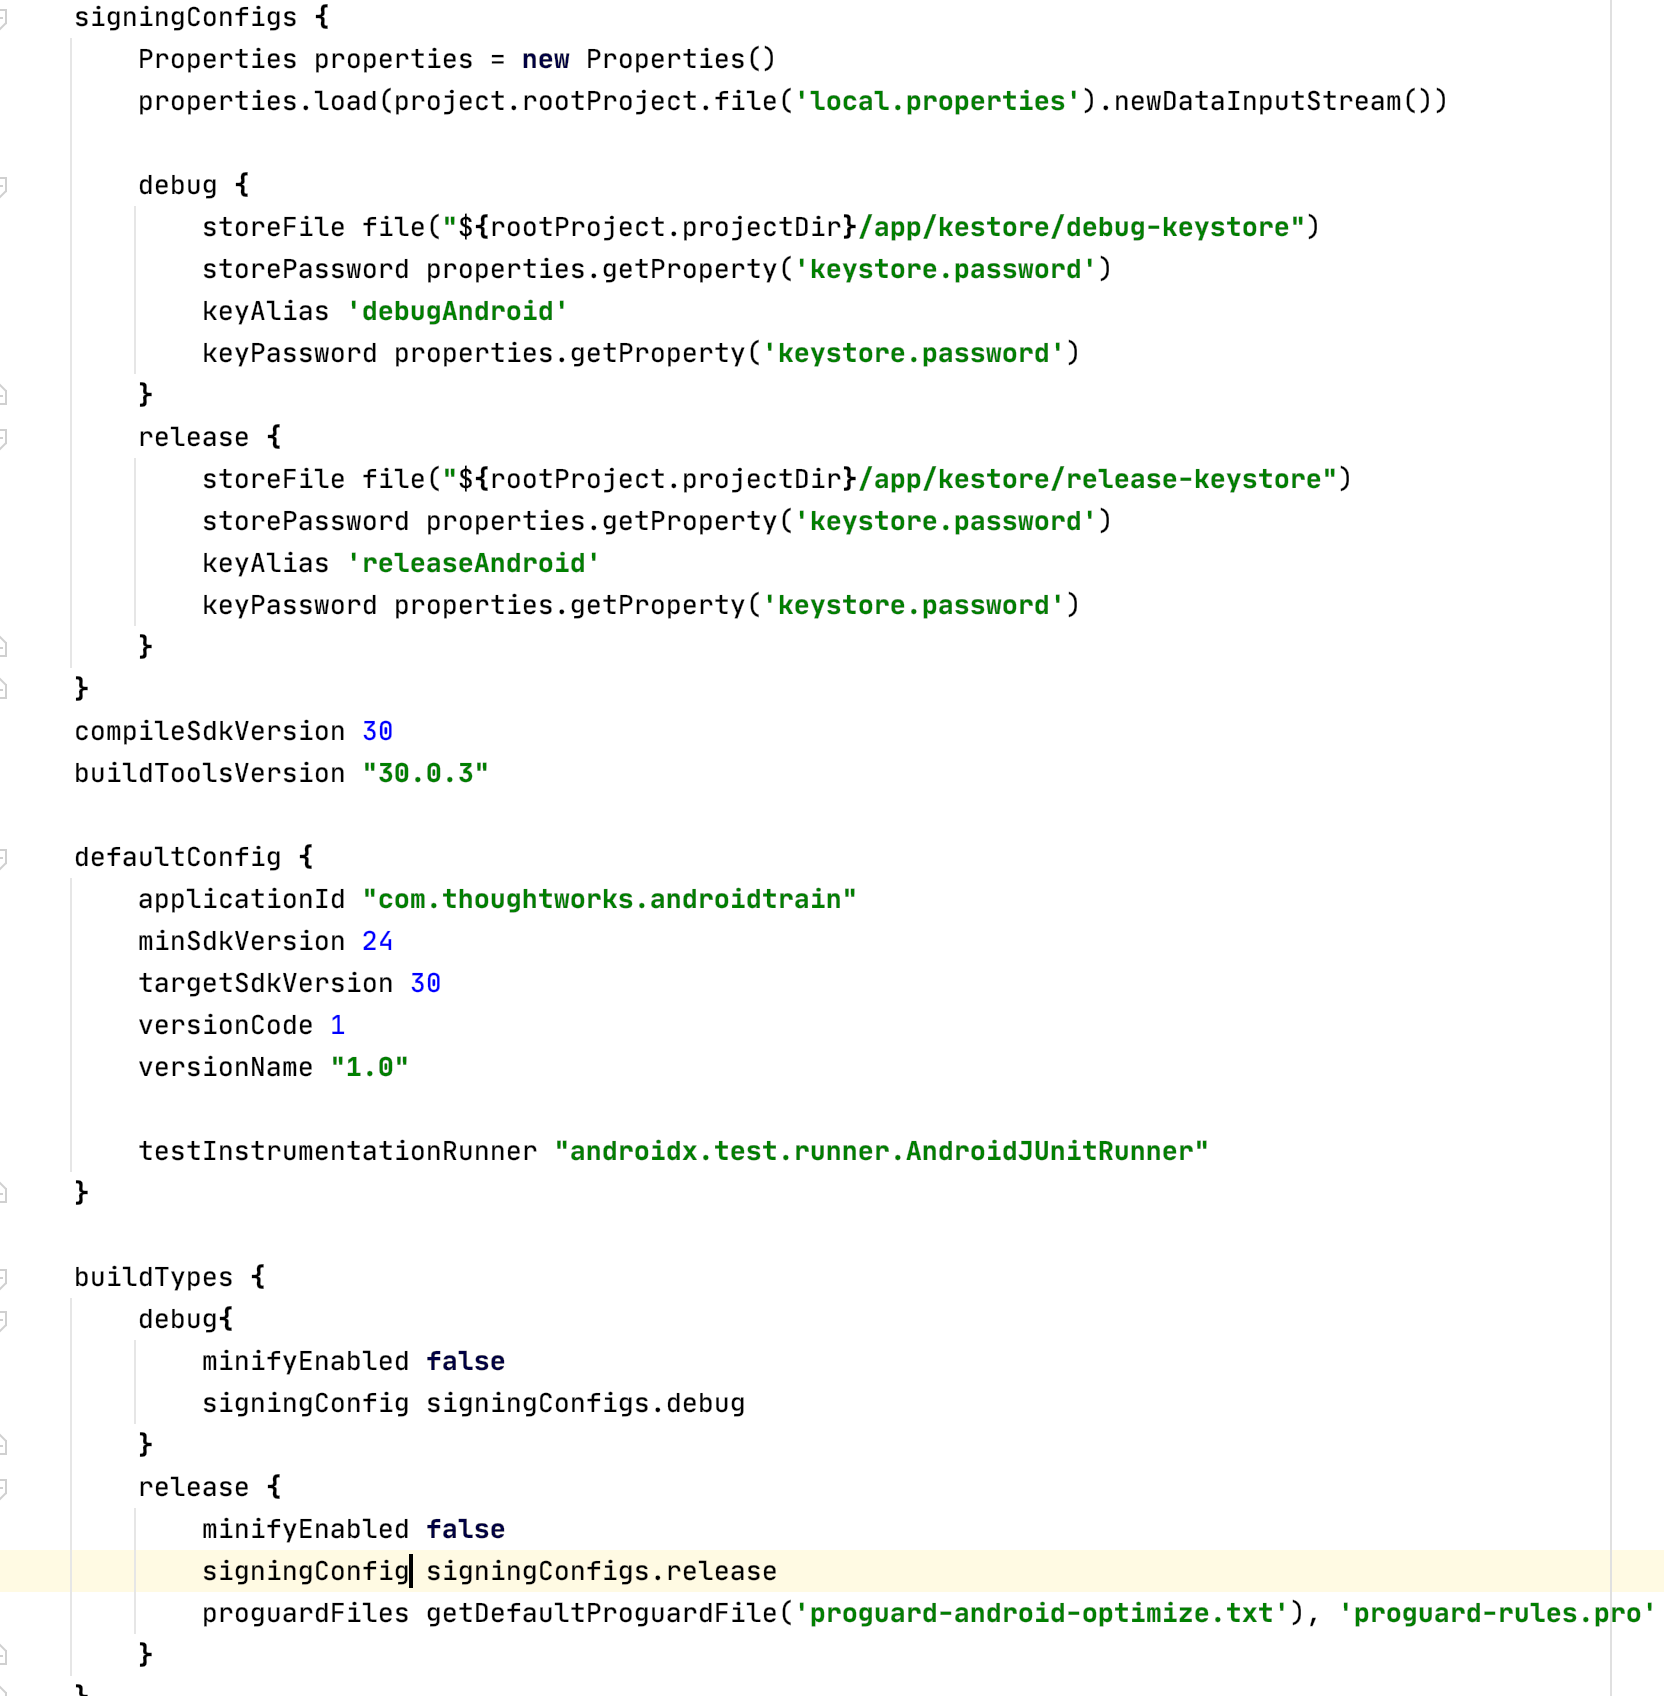 signingConfigs {
    Properties properties = new Properties()
    properties.load(project.rootProject.file('local.properties').newDataInputStream())

    debug {
        storeFile file("${rootProject.projectDir}/app/kestore/debug-keystore")
        storePassword properties.getProperty('keystore.password')
        keyAlias 'debugAndroid'
        keyPassword properties.getProperty('keystore.password')
    }
    release {
        storeFile file("${rootProject.projectDir}/app/kestore/release-keystore")
        storePassword properties.getProperty('keystore.password')
        keyAlias 'releaseAndroid'
        keyPassword properties.getProperty('keystore.password')
    }
}
compileSdkVersion 30
buildToolsVersion "30.0.3"

defaultConfig {
    applicationId "com.thoughtworks.androidtrain"
    minSdkVersion 24
    targetSdkVersion 30
    versionCode 1
    versionName "1.0"

    testInstrumentationRunner "androidx.test.runner.AndroidJUnitRunner"
}

buildTypes {
    debug{
        minifyEnabled false
        signingConfig signingConfigs.debug
    }
    release {
        minifyEnabled false
        signingConfig signingConfigs.release
        proguardFiles getDefaultProguardFile('proguard-android-optimize.txt'), 'proguard-rules.pro'
    }
}